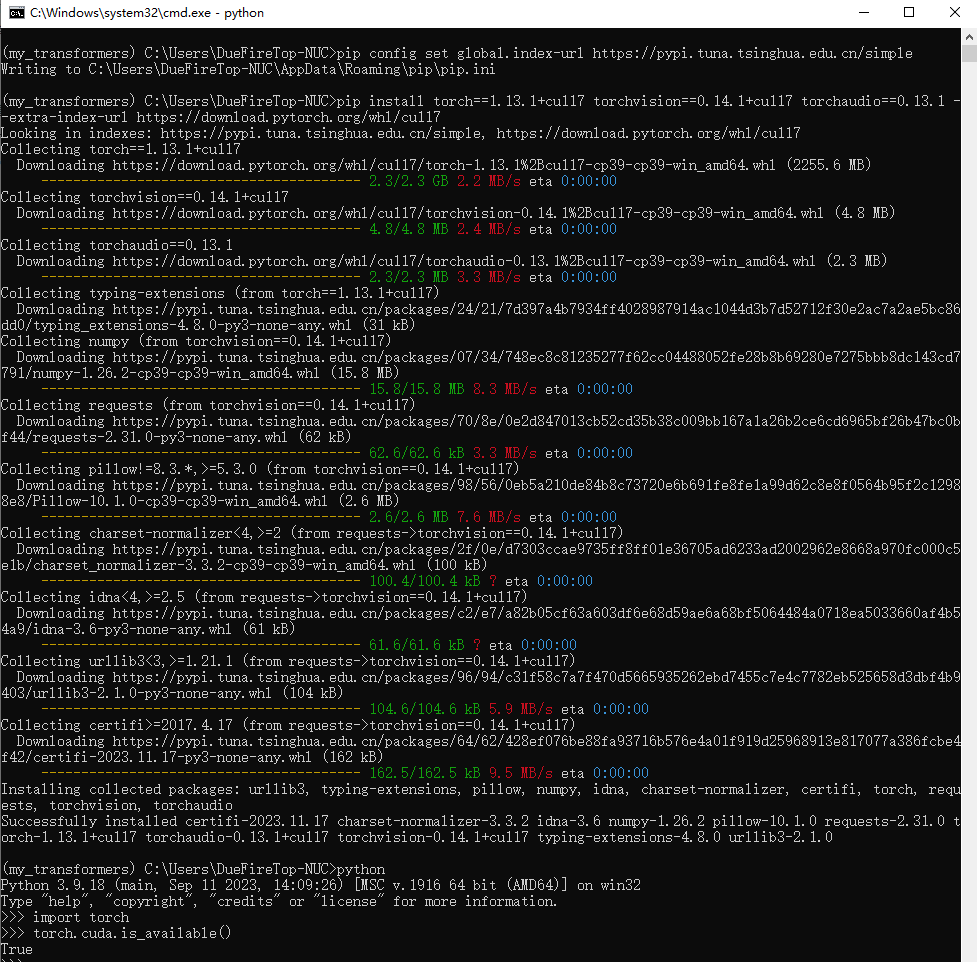 C:\Windows\system32\cmd.exe - python
(my_transformers) C:\Users\DueFireTop-NUC>pip config set global.index-url https://pypi.tuna.tsinghua.edu.cn/simple
Writing to C:\Users\DueFireTop-NUC\AppData\Roaming\pip\pip.ini
(my_transformers) C:\Users\DueFireTop-NUC>pip install torch==1.13.1+cu117 torchvision==0.14.1+cu117 torchaudio==0.13.1 -
-extra-index-url https://download.pytorch.org/whl/cu117
Looking in indexes: https://pypi.tuna.tsinghua.edu.cn/simple, https://download.pytorch.org/whl/cu117
Collecting torch==1.13.1+cu117
Downloading https://download.pytorch.org/whl/cu117/torch-1.13.1%2Bcu117-cp39-cp39-win_amd64.whl (2255.6 MB)
---------------------------------------- 2.3/2.3 GB 2.2 MB/s eta 0:00:00
Collecting torchvision==0.14.1+cu117
Downloading https://download.pytorch.org/whl/cu117/torchvision-0.14.1%2Bcu117-cp39-cp39-win_amd64.whl (4.8 MB)
---------------------------------------- 4.8/4.8 MB 2.4 MB/s eta 0:00:00
Collecting torchaudio==0.13.1
Downloading https://download.pytorch.org/whl/cu117/torchaudio-0.13.1%2Bcu117-cp39-cp39-win_amd64.whl (2.3 MB)
---------------------------------------- 2.3/2.3 MB 3.3 MB/s eta 0:00:00
Collecting typing-extensions (from torch==1.13.1+cu117)
Downloading https://pypi.tuna.tsinghua.edu.cn/packages/24/21/7d397a4b7934ff4028987914ac1044d3b7d52712f30e2ac7a2ae5bc86
dd0/typing_extensions-4.8.0-py3-none-any.whl (31 kB)
Collecting numpy (from torchvision==0.14.1+cu117)
Downloading https://pypi.tuna.tsinghua.edu.cn/packages/07/34/748ec8c81235277f62cc04488052fe28b8b69280e7275bbb8dc143cd7
791/numpy-1.26.2-cp39-cp39-win_amd64.whl (15.8 MB)
---------------------------------------- 15.8/15.8 MB 8.3 MB/s eta 0:00:00
Collecting requests (from torchvision==0.14.1+cu117)
Downloading https://pypi.tuna.tsinghua.edu.cn/packages/70/8e/0e2d847013cb52cd35b38c009bb167a1a26b2ce6cd6965bf26b47bc0b
f44/requests-2.31.0-py3-none-any.whl (62 kB)
---------------------------------------- 62.6/62.6 kB 3.3 MB/s eta 0:00:00
Collecting pillow!=8.3.*,>=5.3.0 (from torchvision==0.14.1+cu117)
Downloading https://pypi.tuna.tsinghua.edu.cn/packages/98/56/0eb5a210de84b8c73720e6b691fe8fe1a99d62c8e8f0564b95f2c1298
8e8/Pillow-10.1.0-cp39-cp39-win_amd64.whl (2.6 MB)
---------------------------------------- 2.6/2.6 MB 7.6 MB/s eta 0:00:00
Collecting charset-normalizer<4,>=2 (from requests->torchvision==0.14.1+cu117)
Downloading https://pypi.tuna.tsinghua.edu.cn/packages/2f/0e/d7303ccae9735ff8ff01e36705ad6233ad2002962e8668a970fc000c5
e1b/charset_normalizer-3.3.2-cp39-cp39-win_amd64.whl (100 kB)
---------------------------------------- 100.4/100.4 kB ? eta 0:00:00
Collecting idna<4,>=2.5 (from requests->torchvision==0.14.1+cu117)
Downloading https://pypi.tuna.tsinghua.edu.cn/packages/c2/e7/a82b05cf63a603df6e68d59ae6a68bf5064484a0718ea5033660af4b5
4a9/idna-3.6-py3-none-any.whl (61 kB)
---------------------------------------- 61.6/61.6 kB ? eta 0:00:00
Collecting urllib3<3,>=1.21.1 (from requests->torchvision==0.14.1+cu117)
Downloading https://pypi.tuna.tsinghua.edu.cn/packages/96/94/c31f58c7a7f470d5665935262ebd7455c7e4c7782eb525658d3dbf4b9
403/urllib3-2.1.0-py3-none-any.whl (104 kB)
---------------------------------------- 104.6/104.6 kB 5.9 MB/s eta 0:00:00
Collecting certifi>=2017.4.17 (from requests->torchvision==0.14.1+cu117)
Downloading https://pypi.tuna.tsinghua.edu.cn/packages/64/62/428ef076be88fa93716b576e4a01f919d25968913e817077a386fcbe4
f42/certifi-2023.11.17-py3-none-any.whl (162 kB)
---------------------------------------- 162.5/162.5 kB 9.5 MB/s eta 0:00:00
Installing collected packages: urllib3, typing-extensions, pillow, numpy, idna, charset-normalizer, certifi, torch, requ
ests, torchvision, torchaudio
Successfully installed certifi-2023.11.17 charset-normalizer-3.3.2 idna-3.6 numpy-1.26.2 pillow-10.1.0 requests-2.31.0 t
orch-1.13.1+cu117 torchaudio-0.13.1+cu117 torchvision-0.14.1+cu117 typing-extensions-4.8.0 urllib3-2.1.0
(my_transformers) C:\Users\DueFireTop-NUC>python
Python 3.9.18 (main, Sep 11 2023, 14:09:26) [MSC v.1916 64 bit (AMD64)] on win32
Type "help", "copyright", "credits" or "license" for more information.
>>> import torch
>>> torch.cuda.is_available()
True
>>>